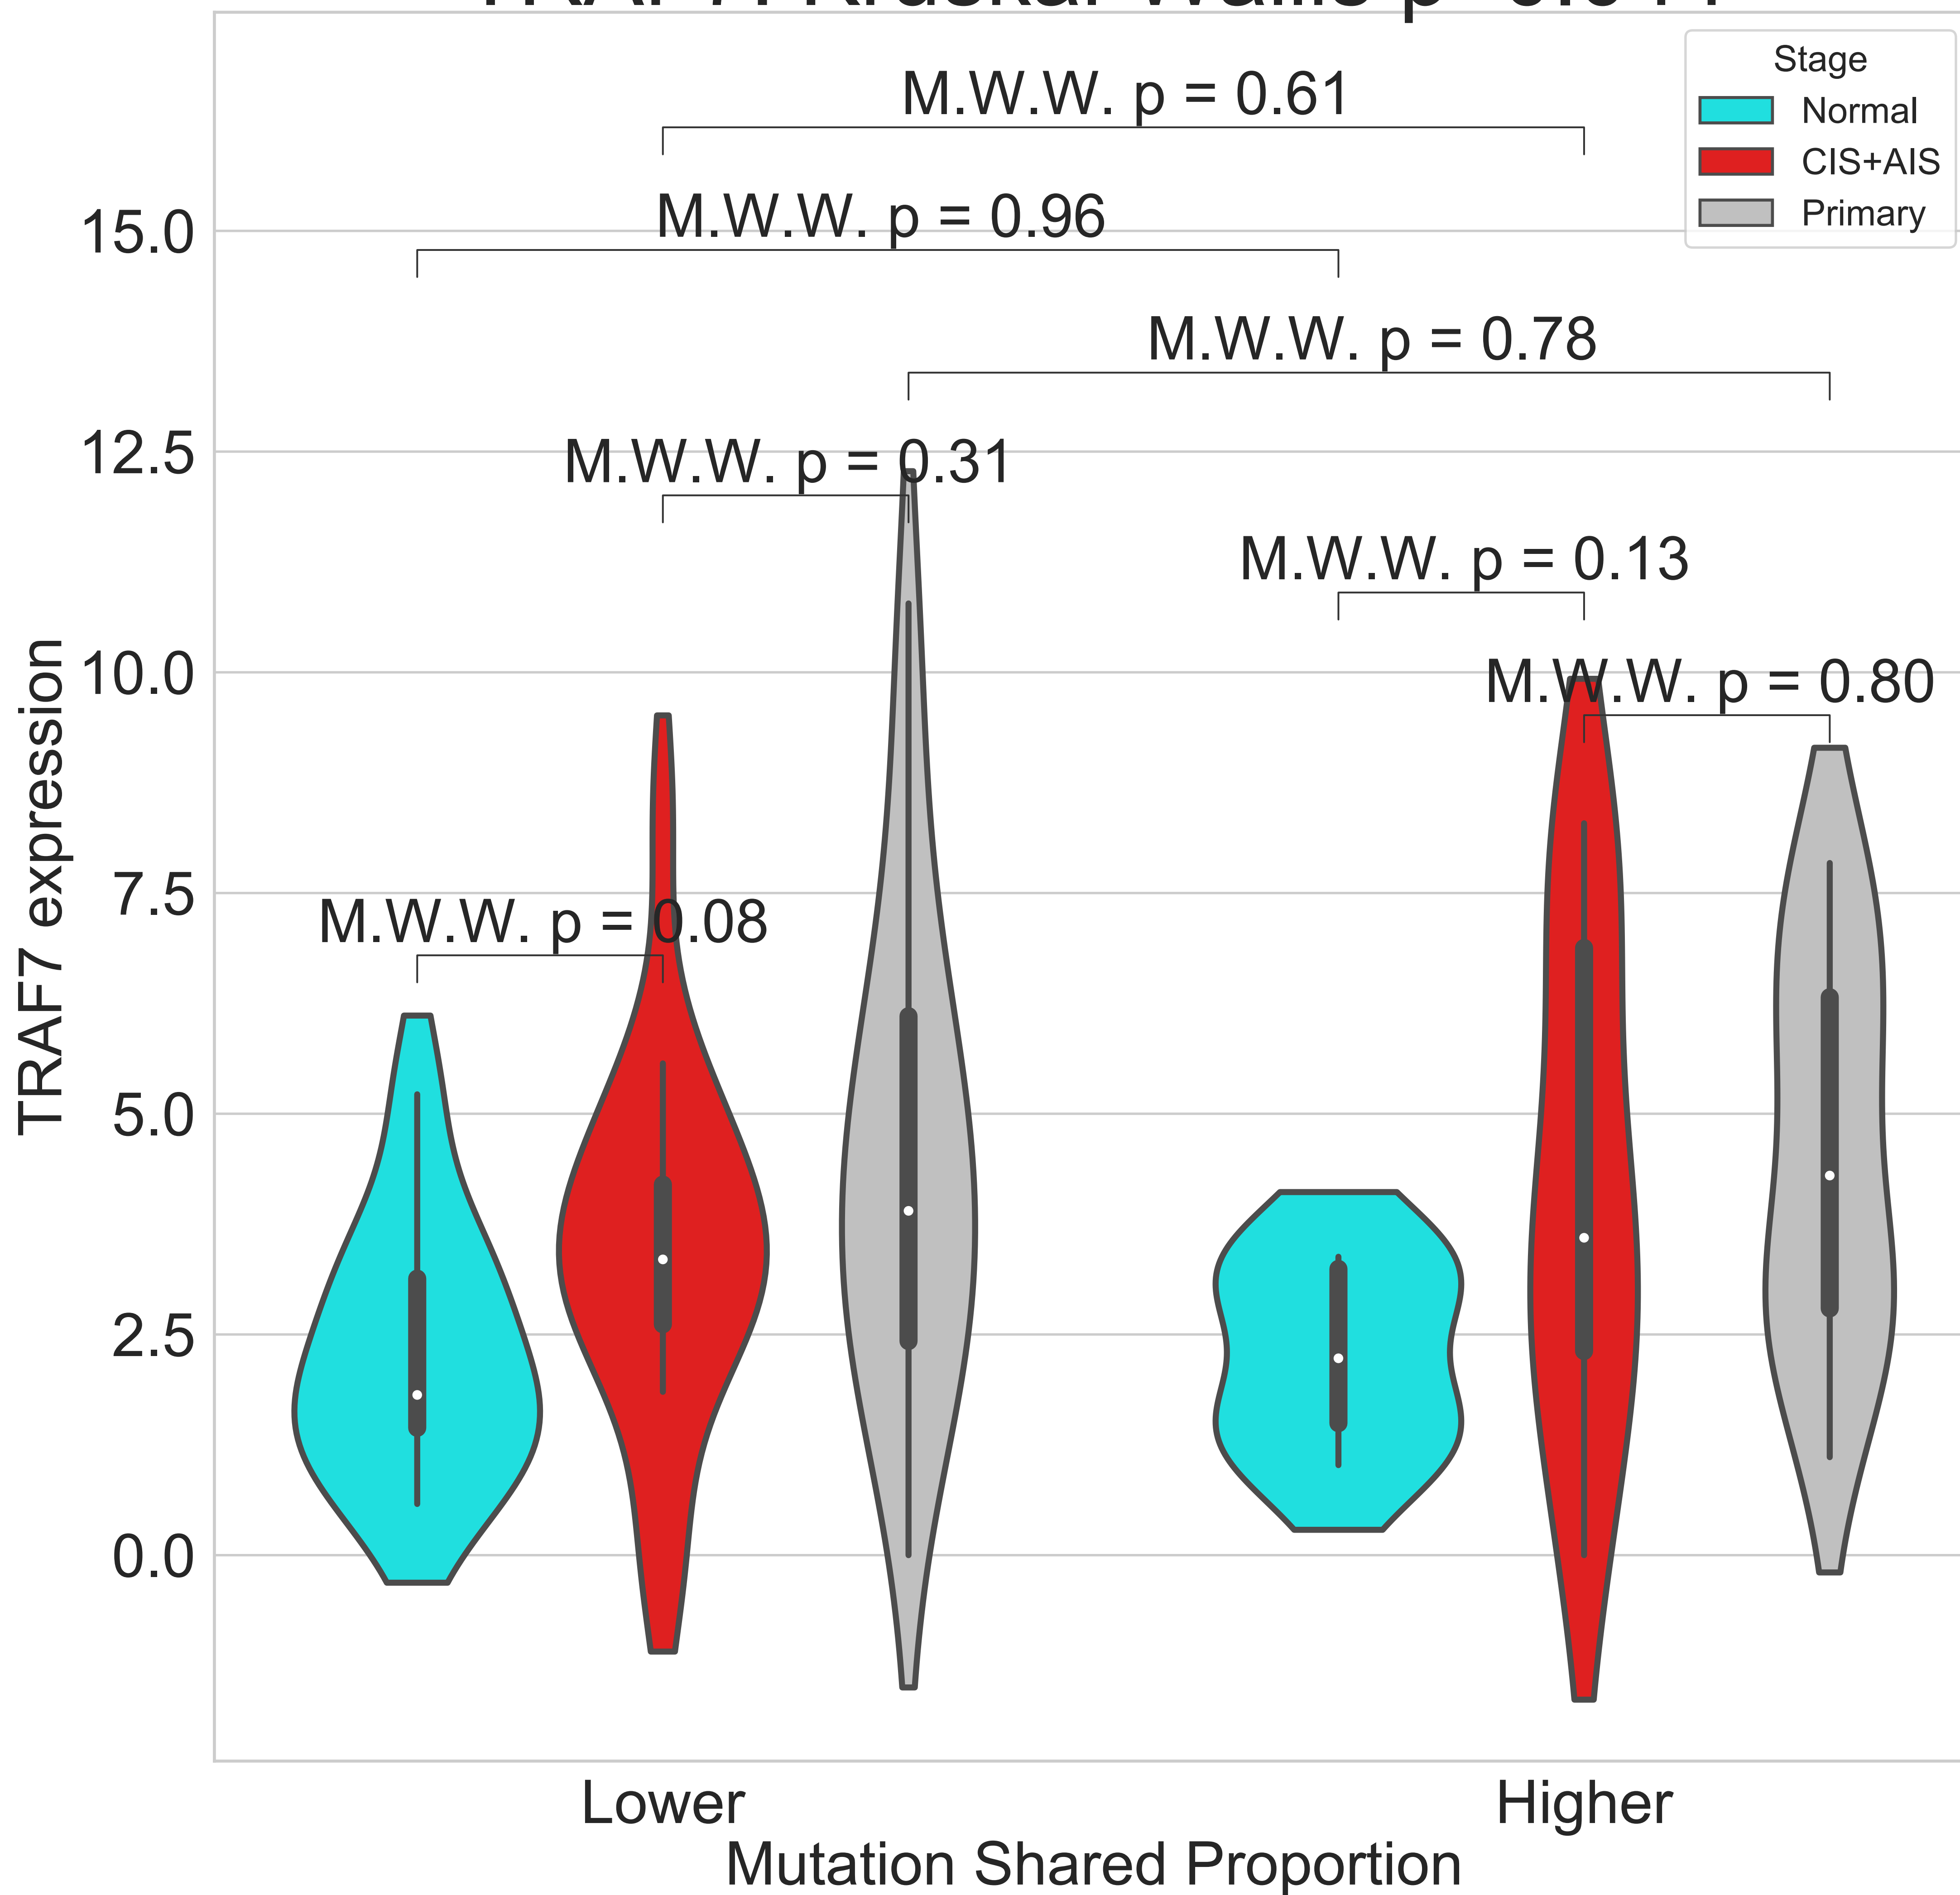 Stage
Normal
CIS+AIS
Primary
M.W.W. p = 0.61
M.W.W. p = 0.96
M.W.W. p = 0.78
M.W.W. p = 0.31
M.W.W. p = 0.13
M.W.W. p = 0.80
M.W.W. p = 0.08
15.0
12.5
10.0
7.5
5.0
2.5
0.0
TRAF7 expression
Lower
Higher
Mutation Shared Proportion